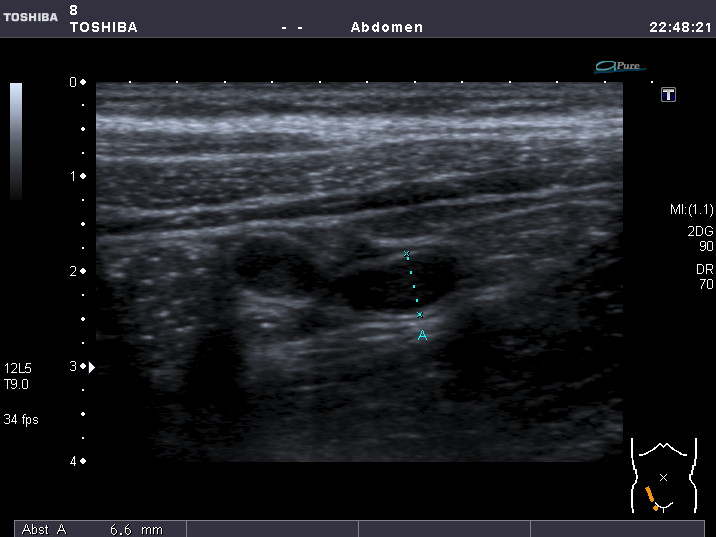 TOSHIBA
8
TOSHIBA - - Abdomen 22:48:21
Pure
T
0
1
2
3
4
MI:(1.1)
2DG
90
DR
70
12L5
T9.0
34 fps
A
Abst A 6.6 mm